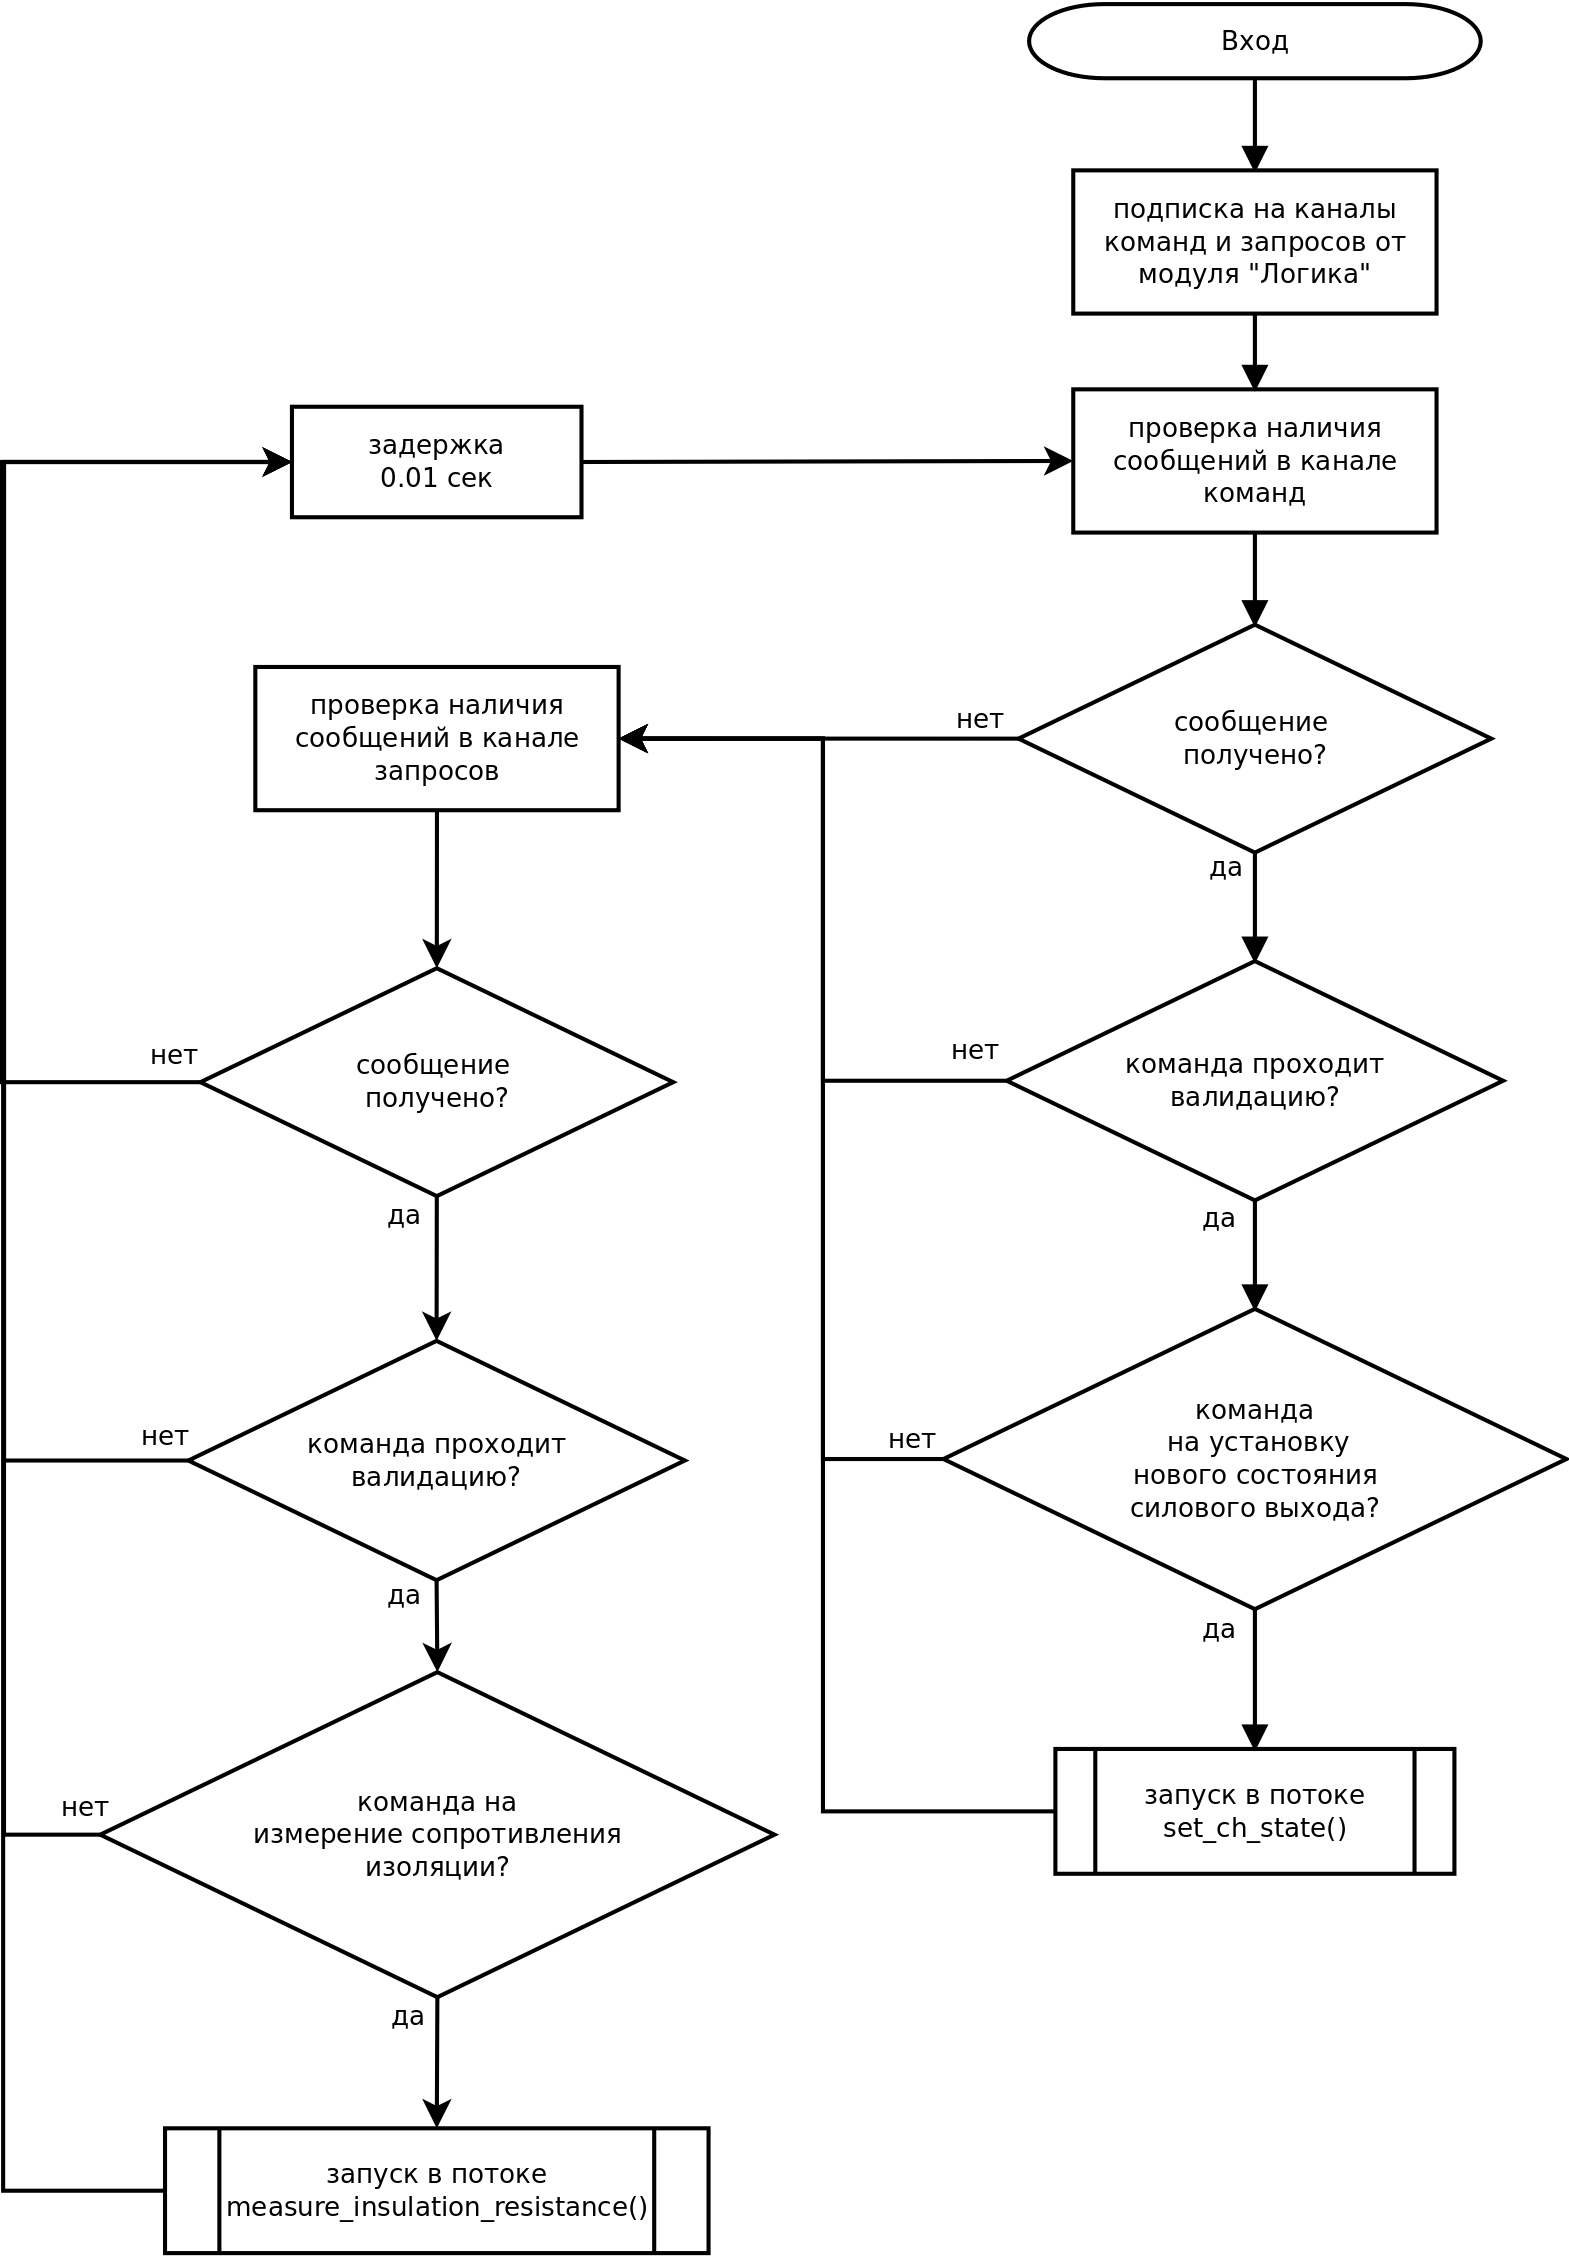 Вход
подписка на каналы
команд и запросов от
модуля "Логика"
проверка наличия
сообщений в канале
команд
задержка
0.01 сек
сообщение
получено?
нет
да
проверка наличия
сообщений в канале
запросов
команда проходит
валидацию?
нет
да
команда
на установку
нового состояния
силового выхода?
нет
да
запуск в потоке
set_ch_state()
сообщение
получено?
нет
да
команда проходит
валидацию?
нет
да
команда на
измерение сопротивления
изоляции?
нет
да
запуск в потоке
measure_insulation_resistance()